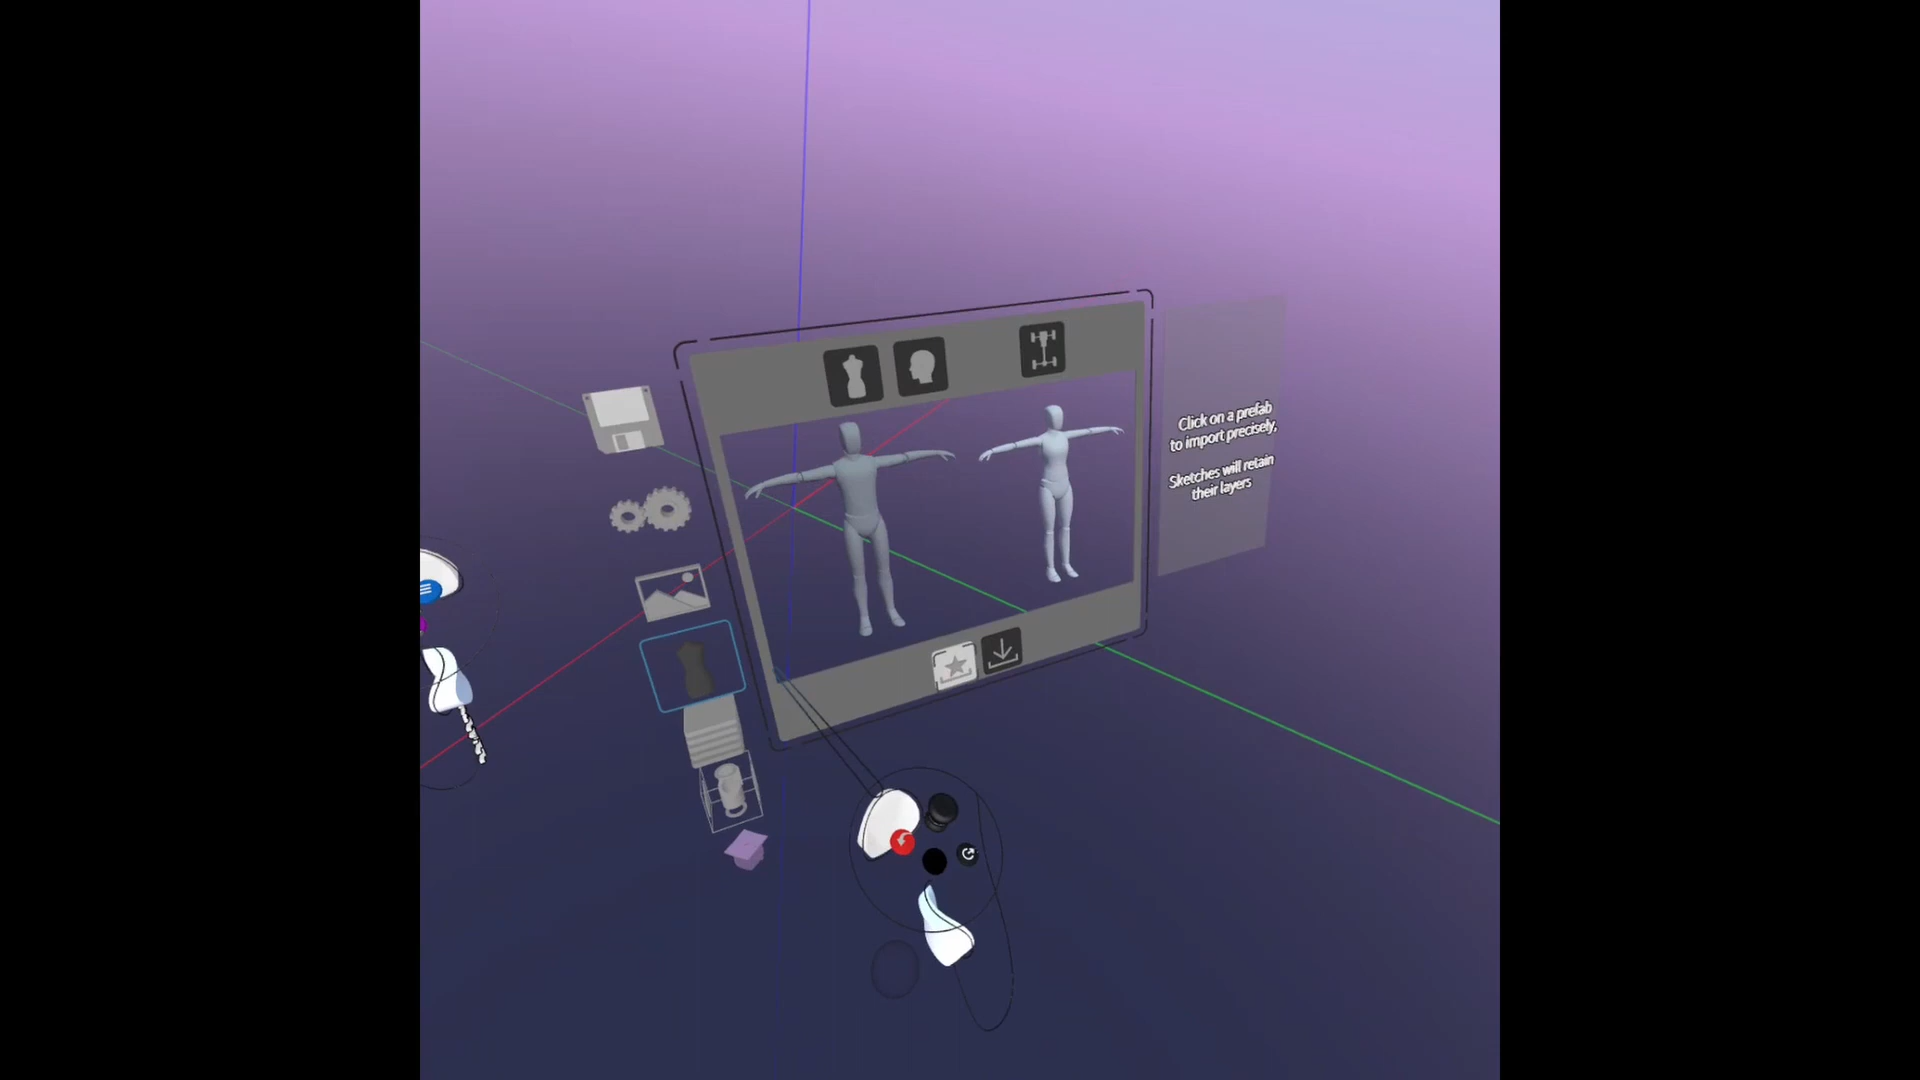 Click on a prefab
to import precisely,
Sketches will retain
their layers